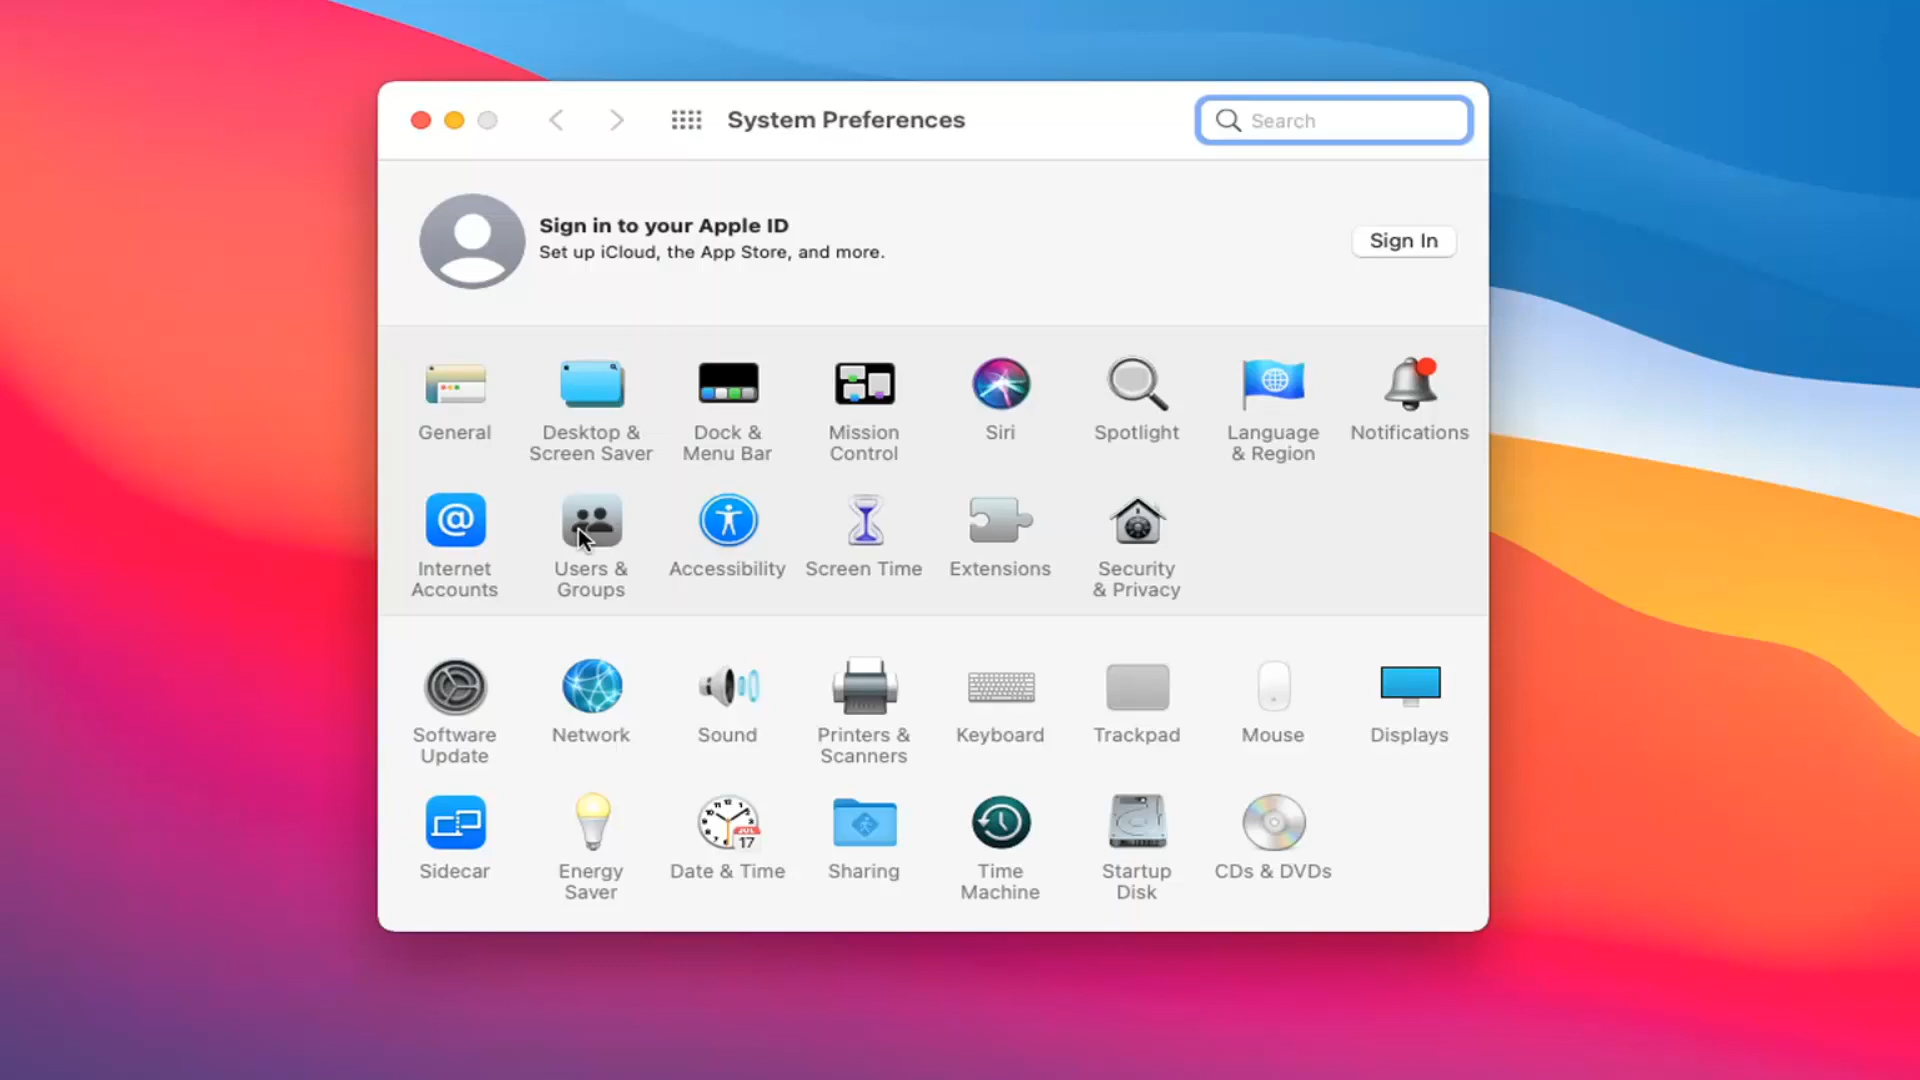 System Preferences
Search
Sign in to your Apple ID
Set up iCloud, the App Store, and more.
Sign In
General
Desktop &
Screen Saver
Dock &
Menu Bar
Mission
Control
Siri
Spotlight
Language
& Region
Notifications
@
Internet
Accounts
Users &
Groups
Accessibility
Screen Time
Extensions
Security
& Privacy
Software
Update
Network
Sound
Printers &
Scanners
Keyboard
Trackpad
Mouse
Displays
Sidecar
Energy
Saver
JUL
17
Date & Time
Sharing
Time
Machine
Startup
Disk
CDs & DVDs